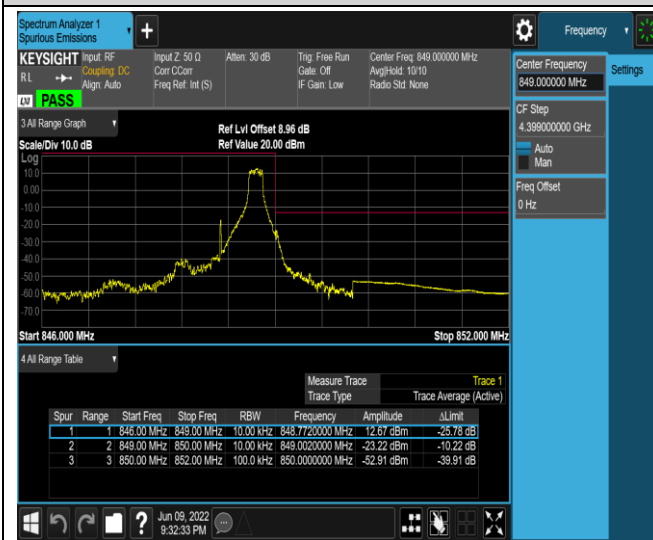 Spectrum Analyzer 1
Spurious Emissions
Frequency
KEYSIGHT
RL
PASS
Input: RF
Coupling: DC
Align: Auto
Input Z: 50 Ω
Corr CCorr
Freq Ref: Int (S)
Atten: 30 dB
Trig: Free Run
Gate: Off
IF Gain: Low
Center Freq: 849.000000 MHz
Avg|Hold: 10/10
Radio Std: None
Center Frequency
849.000000 MHz
Settings
CF Step
4.399000000 GHz
Auto
Man
Freq Offset
0 Hz
3 All Range Graph
Scale/Div 10.0 dB
Ref Lvl Offset 8.96 dB
Ref Value 20.00 dBm
Log
10.0
0.00
-10.0
-20.0
-30.0
-40.0
-50.0
-60.0
-70.0
Start 846.000 MHz
Stop 852.000 MHz
4 All Range Table
Measure Trace Trace 1
Trace Type Trace Average (Active)
Spur Range Start Freq Stop Freq RBW Frequency Amplitude ΔLimit
1 1 846.00 MHz 849.00 MHz 10.00 kHz 848.7720000 MHz 12.67 dBm -25.78 dB
2 2 849.00 MHz 850.00 MHz 10.00 kHz 849.0020000 MHz -23.22 dBm -10.22 dB
3 3 850.00 MHz 852.00 MHz 100.0 kHz 850.0000000 MHz -52.91 dBm -39.91 dB
Jun 09, 2022
9:32:33 PM